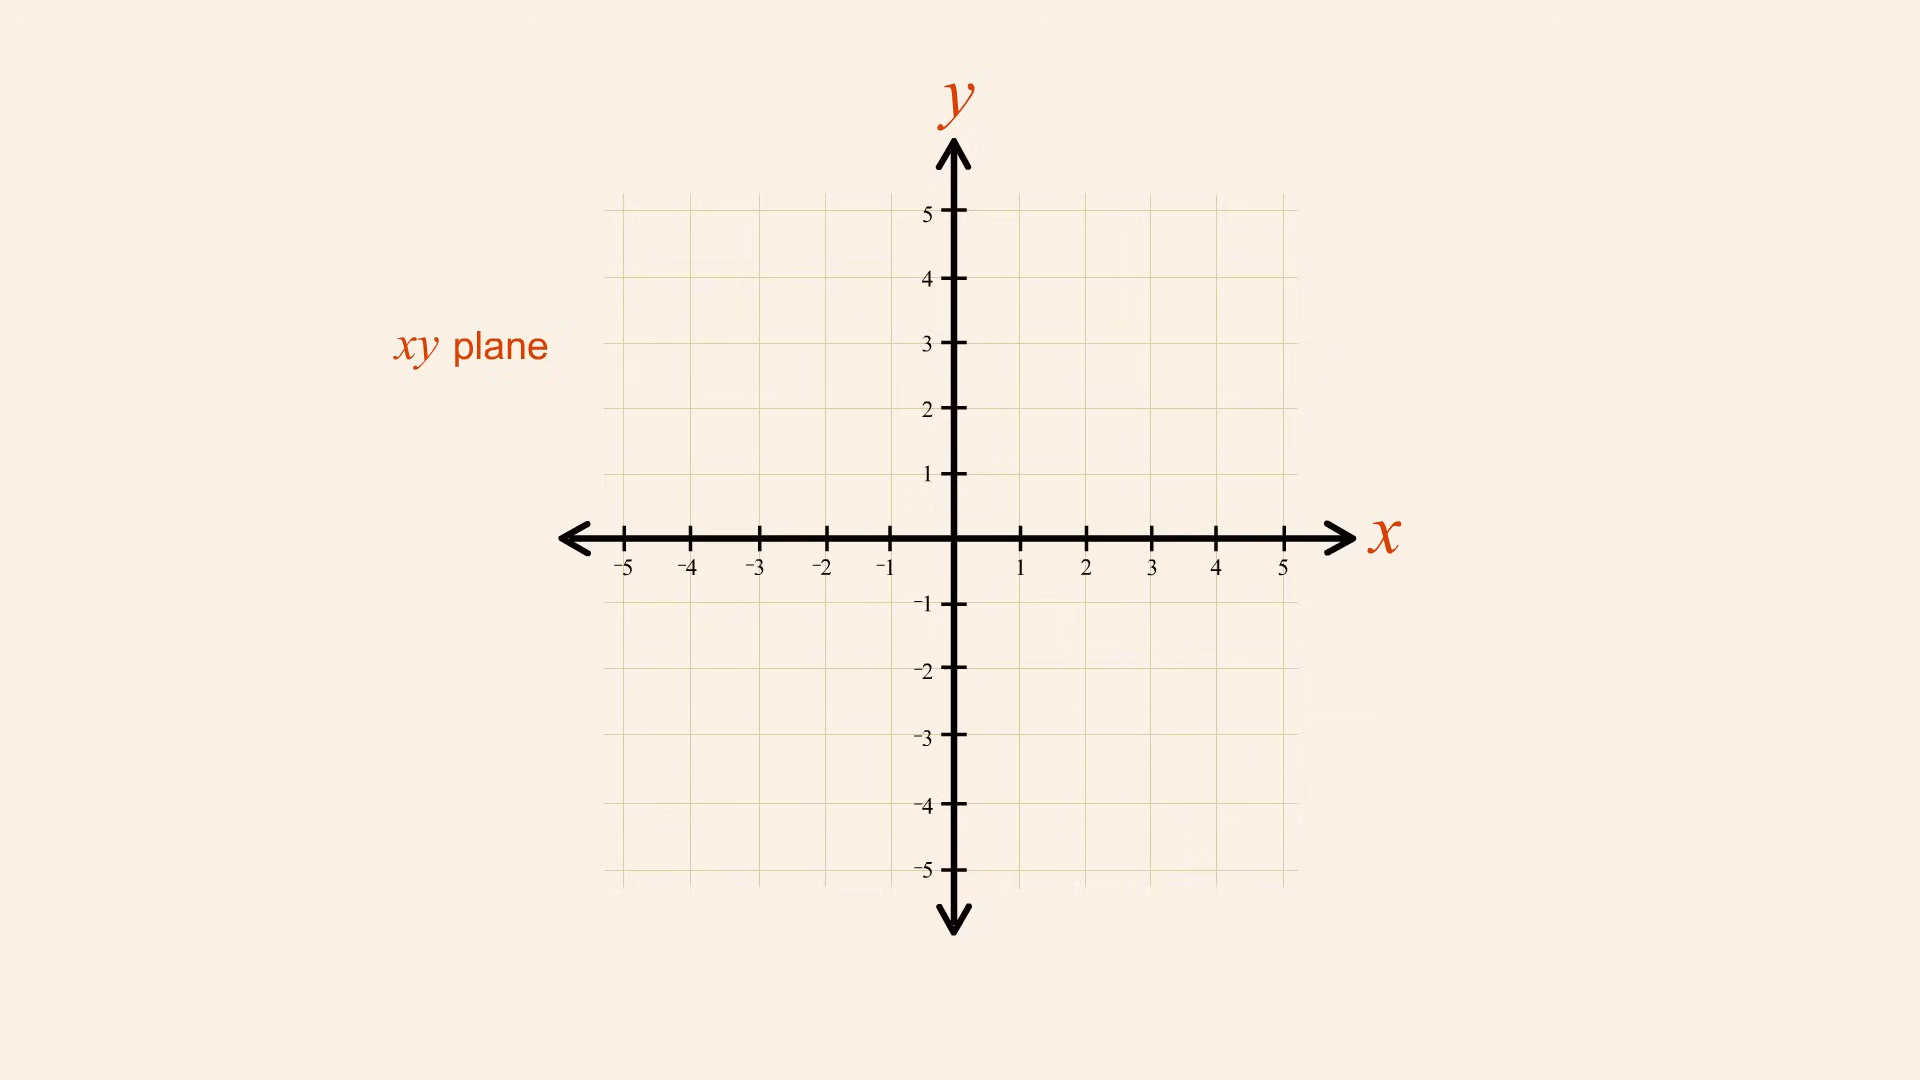 y
5
4
xy plane
3
2
1
x
⁻5 ⁻4 ⁻3 ⁻2 ⁻1 1 2 3 4 5
⁻1
⁻2
⁻3
⁻4
⁻5